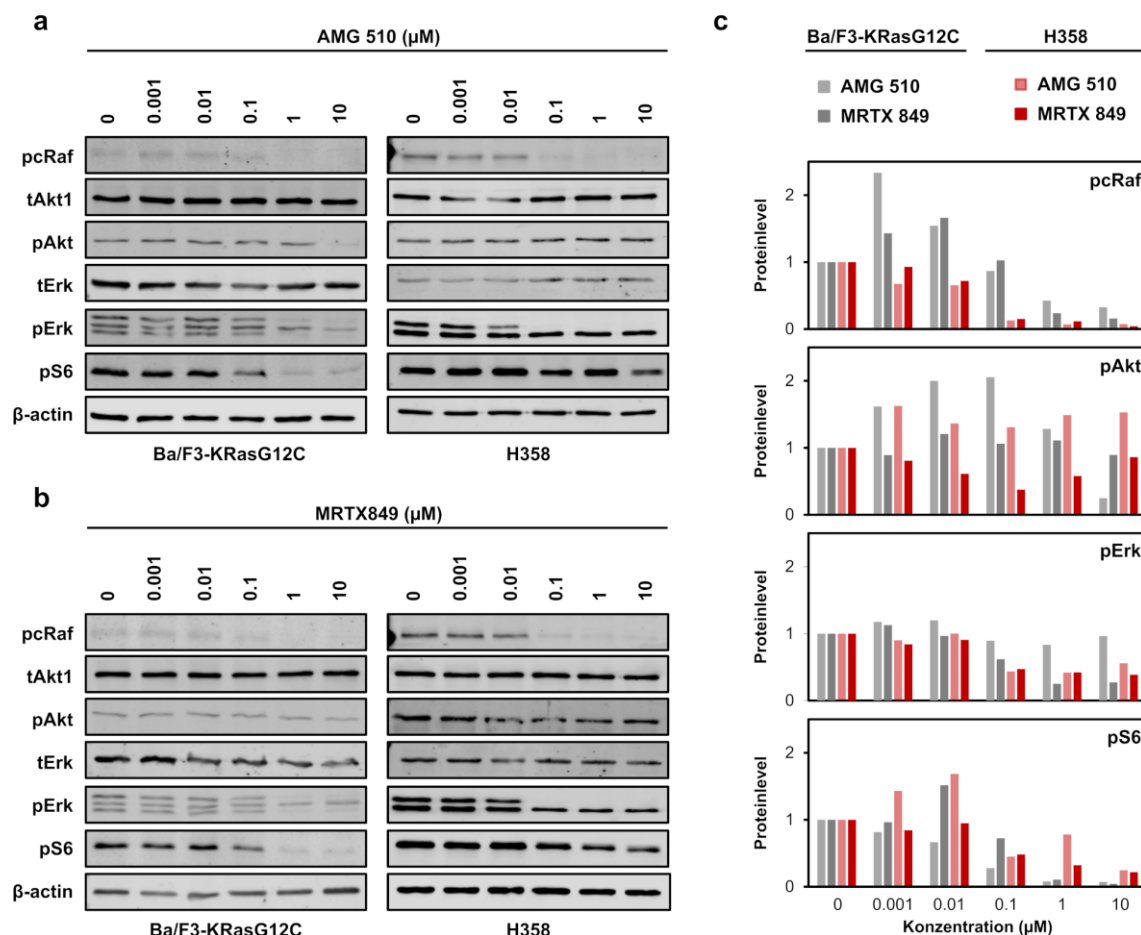 a
AMG 510 (µM)
0 0.001 0.01 0.1 1 10 0 0.001 0.01 0.1 1 10
pcRaf
tAkt1
pAkt
tErk
pErk
pS6
β-actin
Ba/F3-KRasG12C H358
b
MRTX849 (µM)
0 0.001 0.01 0.1 1 10 0 0.001 0.01 0.1 1 10
pcRaf
tAkt1
pAkt
tErk
pErk
pS6
β-actin
Ba/F3-KRasG12C H358
c
Ba/F3-KRasG12C H358
AMG 510 AMG 510
MRTX 849 MRTX 849
pcRaf
Proteinlevel
2
1
0
pAkt
Proteinlevel
2
1
0
pErk
Proteinlevel
2
1
0
pS6
Proteinlevel
2
1
0
0 0.001 0.01 0.1 1 10
Konzentration (µM)